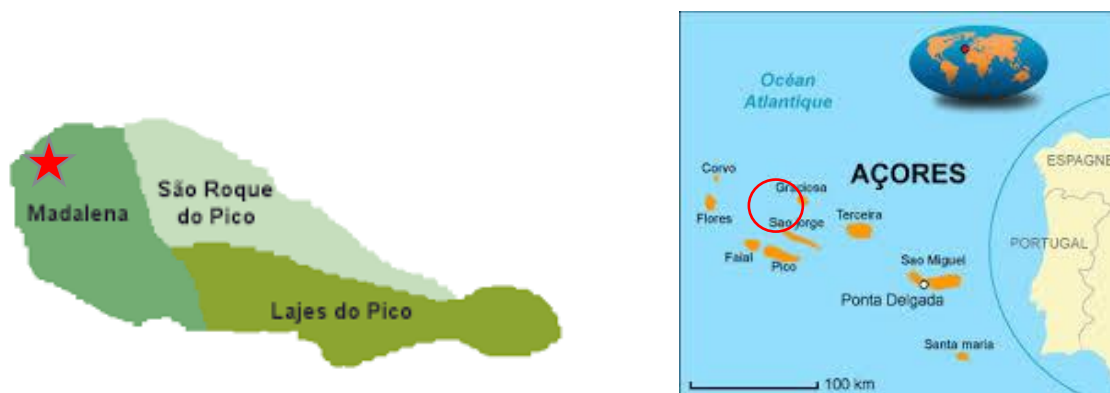 São Roque
do Pico
Madalena
Lajes do Pico
Océan
Atlantique
Corvo
Graciosa
AÇORES
ESPAGNE
Flores
Sao Jorge
Terceira
PORTUGAL
Faial
Pico
Sao Miguel
Ponta Delgada
Santa maria
100 km